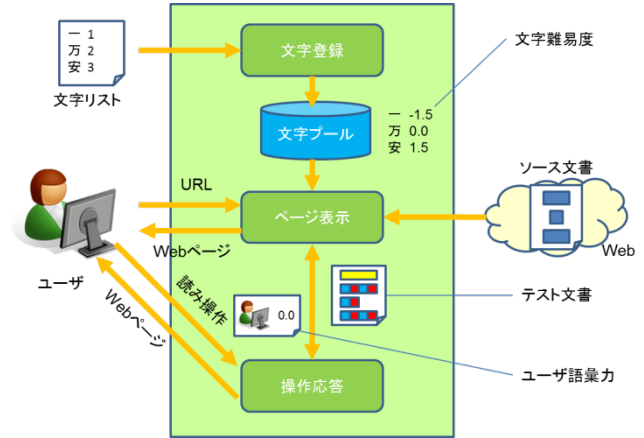 一 1
万 2
安 3
文字リスト
文字登録
文字難易度
文字プール
一 -1.5
万 0.0
安 1.5
URL
ページ表示
Webページ
ソース文書
Web
ユーザ
読み操作
Webページ
0.0
テスト文書
操作応答
ユーザ語彙力